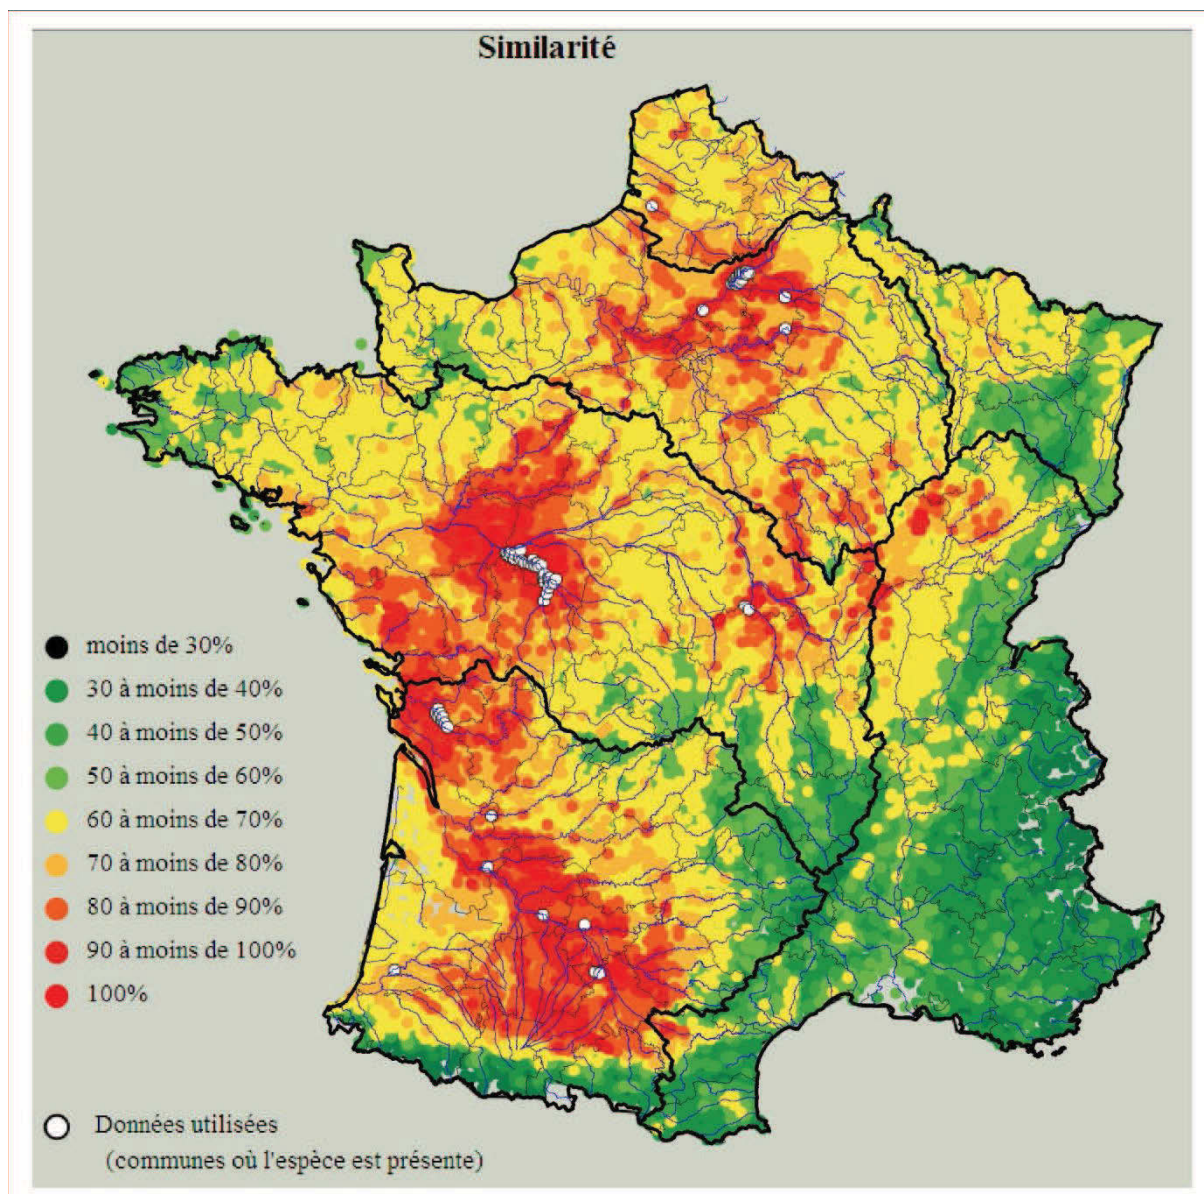 Similarité
moins de 30%
30 à moins de 40%
40 à moins de 50%
50 à moins de 60%
60 à moins de 70%
70 à moins de 80%
80 à moins de 90%
90 à moins de 100%
100%
Données utilisées
(communes où l'espèce est présente)